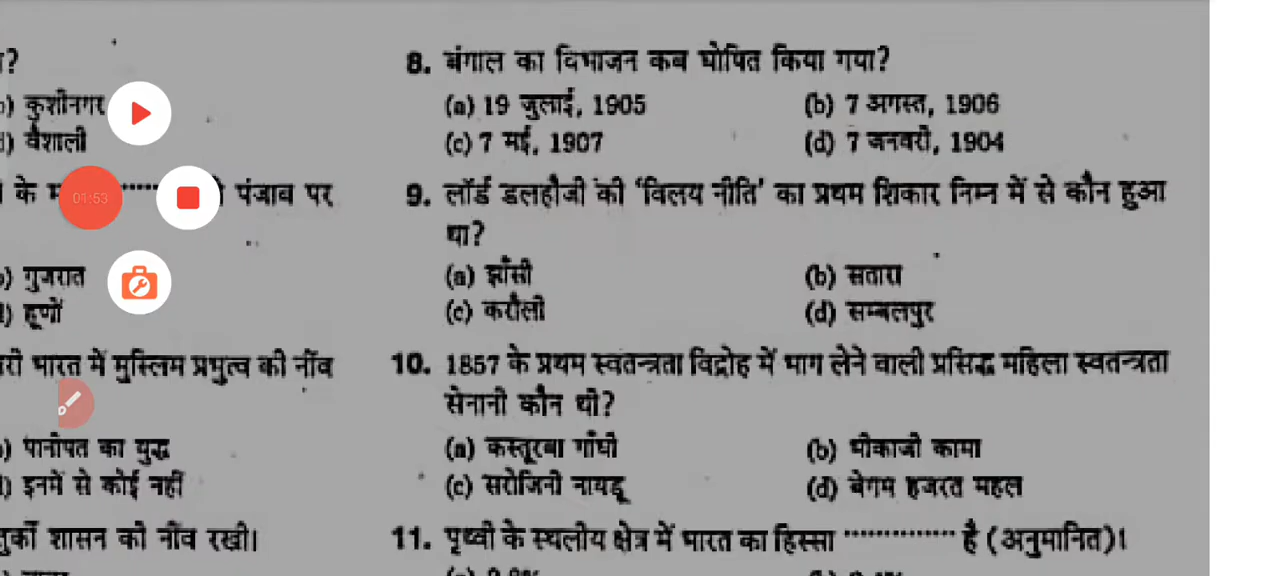 ?
कुशीनगर
) वैशाली
के
पंजाब पर
) गुजरात
) हूणों
भारत में मुस्लिम प्रभुत्व की नींव
) पानीपत का युद्ध
) इनमें से कोई नहीं
तुर्की शासन की नींव रखी।
01:53
8. बंगाल का विभाजन कब घोषित किया गया?
(a) 19 जुलाई, 1905 (b) 7 अगस्त, 1906
(c) 7 मई, 1907 (d) 7 जनवरी, 1904
9. लॉर्ड डलहौजी की 'विलय नीति' का प्रथम शिकार निम्न में से कौन हुआ
था?
(a) झाँसी (b) सतारा
(c) करौली (d) सम्बलपुर
10. 1857 के प्रथम स्वतन्त्रता विद्रोह में भाग लेने वाली प्रसिद्ध महिला स्वतन्त्रता
सेनानी कौन थी?
(a) कस्तूरबा गाँधी (b) भीकाजी कामा
(c) सरोजिनी नायडू (d) बेगम हजरत महल
11. पृथ्वी के स्थलीय क्षेत्र में भारत का हिस्सा ·············· है (अनुमानित)।